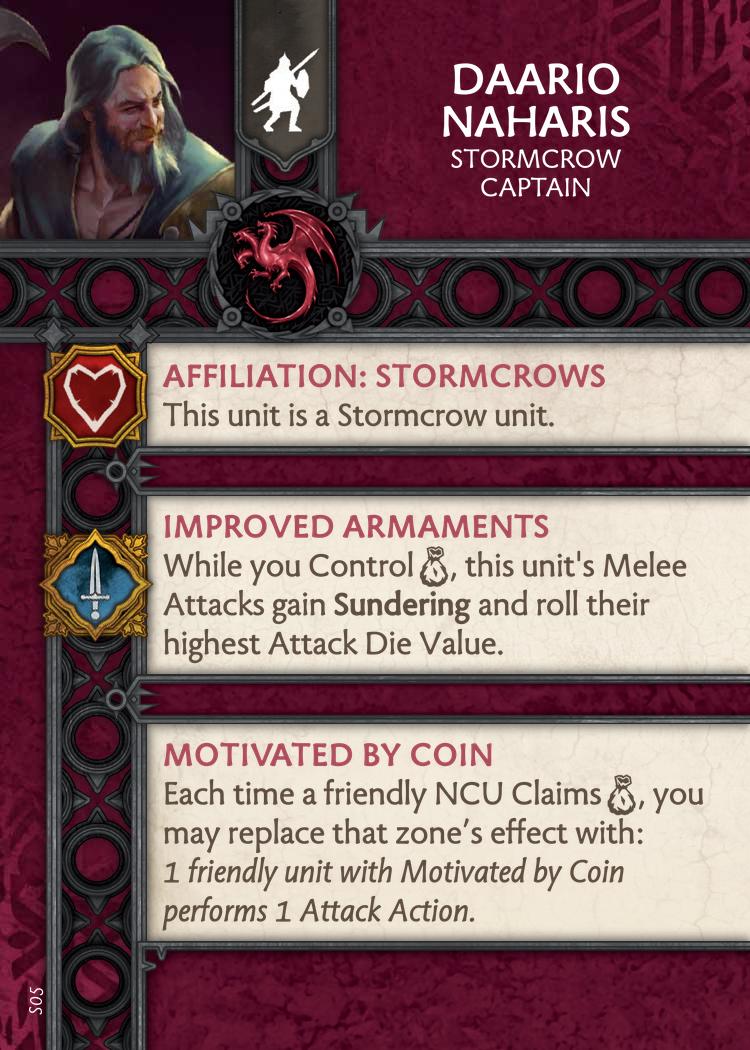 DAARIO
NAHARIS
STORMCROW
CAPTAIN
AFFILIATION: STORMCROWS
This unit is a Stormcrow unit.
IMPROVED ARMAMENTS
While you Control , this unit's Melee
Attacks gain Sundering and roll their
highest Attack Die Value.
MOTIVATED BY COIN
Each time a friendly NCU Claims , you
may replace that zone’s effect with:
1 friendly unit with Motivated by Coin
performs 1 Attack Action.
S05